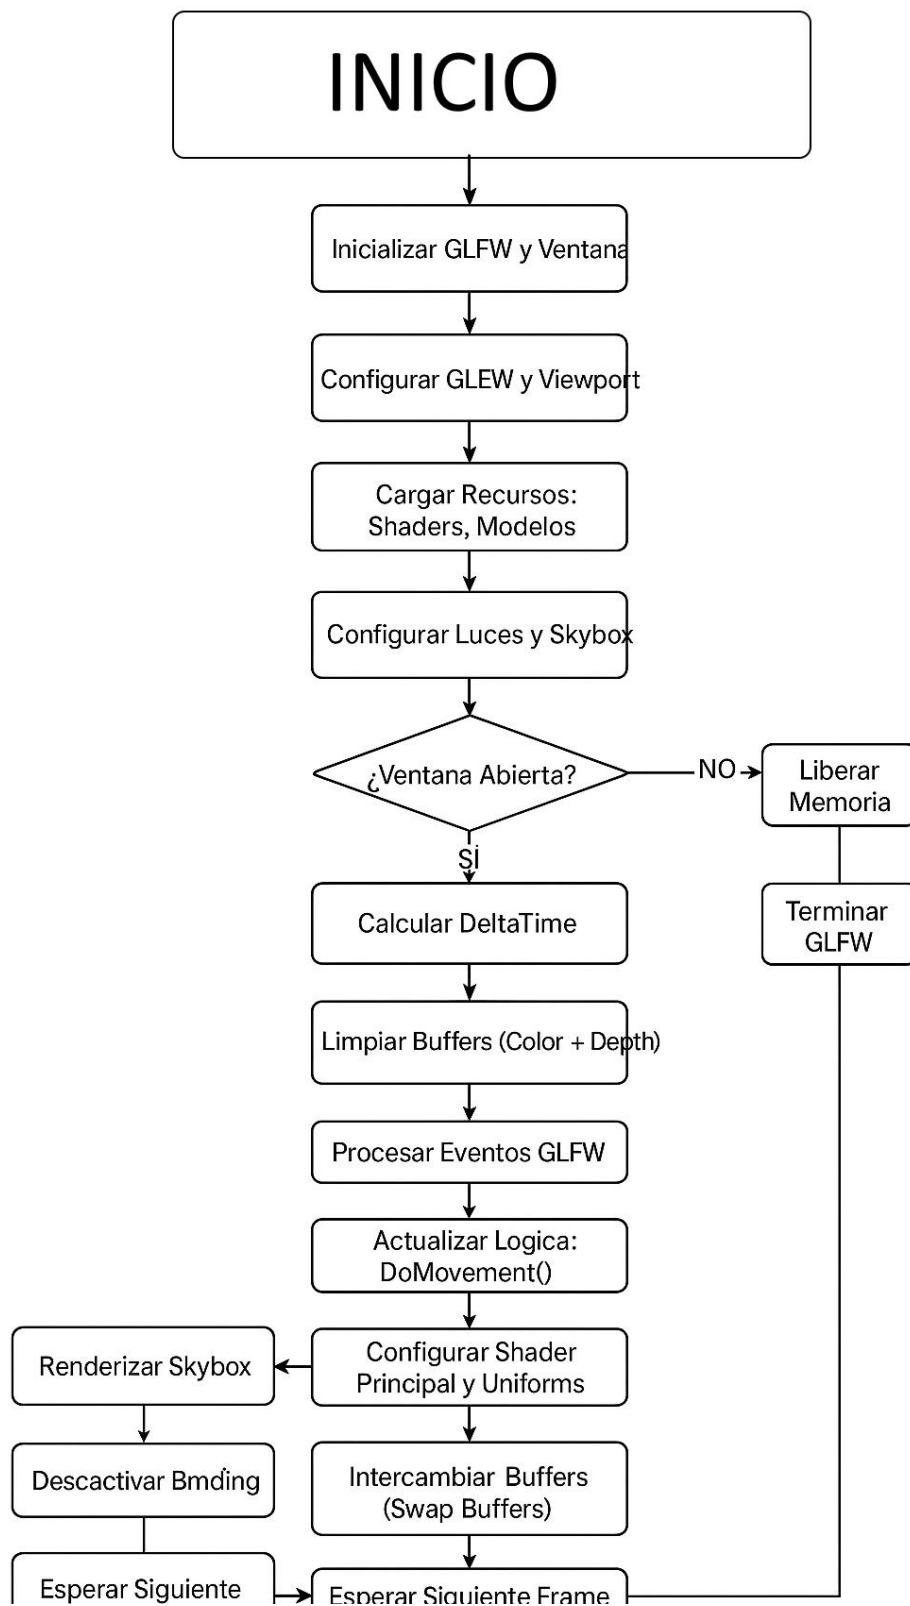 INICIO
Inicializar GLFW y Ventana
Configurar GLEW y Viewport
Cargar Recursos:
Shaders, Modelos
Configurar Luces y Skybox
¿Ventana Abierta?
NO
Liberar
Memoria
SÍ
Calcular DeltaTime
Terminar
GLFW
Limpiar Buffers (Color + Depth)
Procesar Eventos GLFW
Actualizar Logica:
DoMovement()
Configurar Shader
Principal y Uniforms
Renderizar Skybox
Intercambiar Buffers
(Swap Buffers)
Descactivar Bmding
Esperar Siguiente
Esperar Siguiente Frame